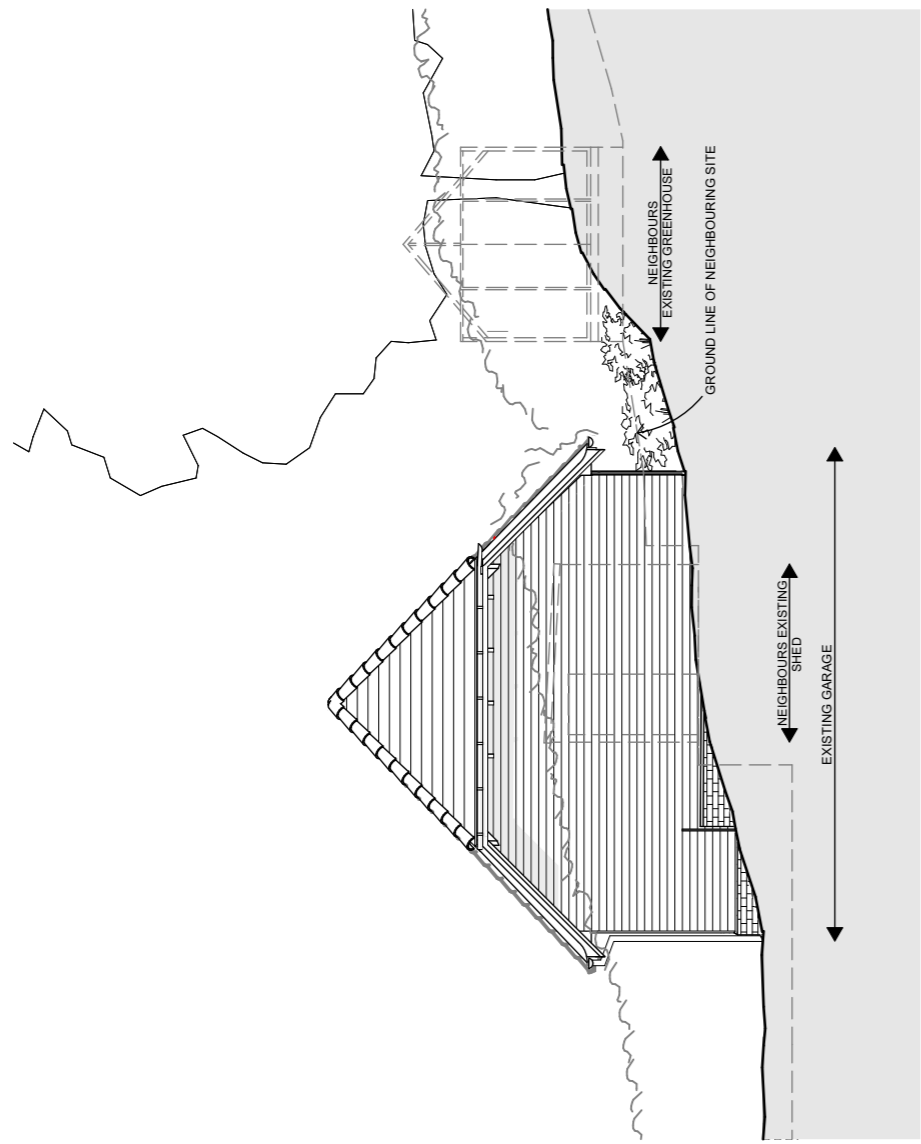 NEIGHBOURS
EXISTING GREENHOUSE
GROUND LINE OF NEIGHBOURING SITE
NEIGHBOURS EXISTING
SHED
EXISTING GARAGE